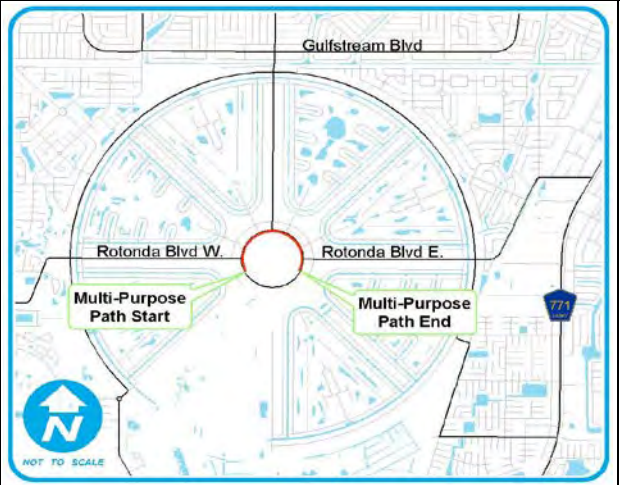 Gulfstream Blvd
Rotonda Blvd W.
Rotonda Blvd E.
Multi-Purpose
Path Start
Multi-Purpose
Path End
771
N
NOT TO SCALE